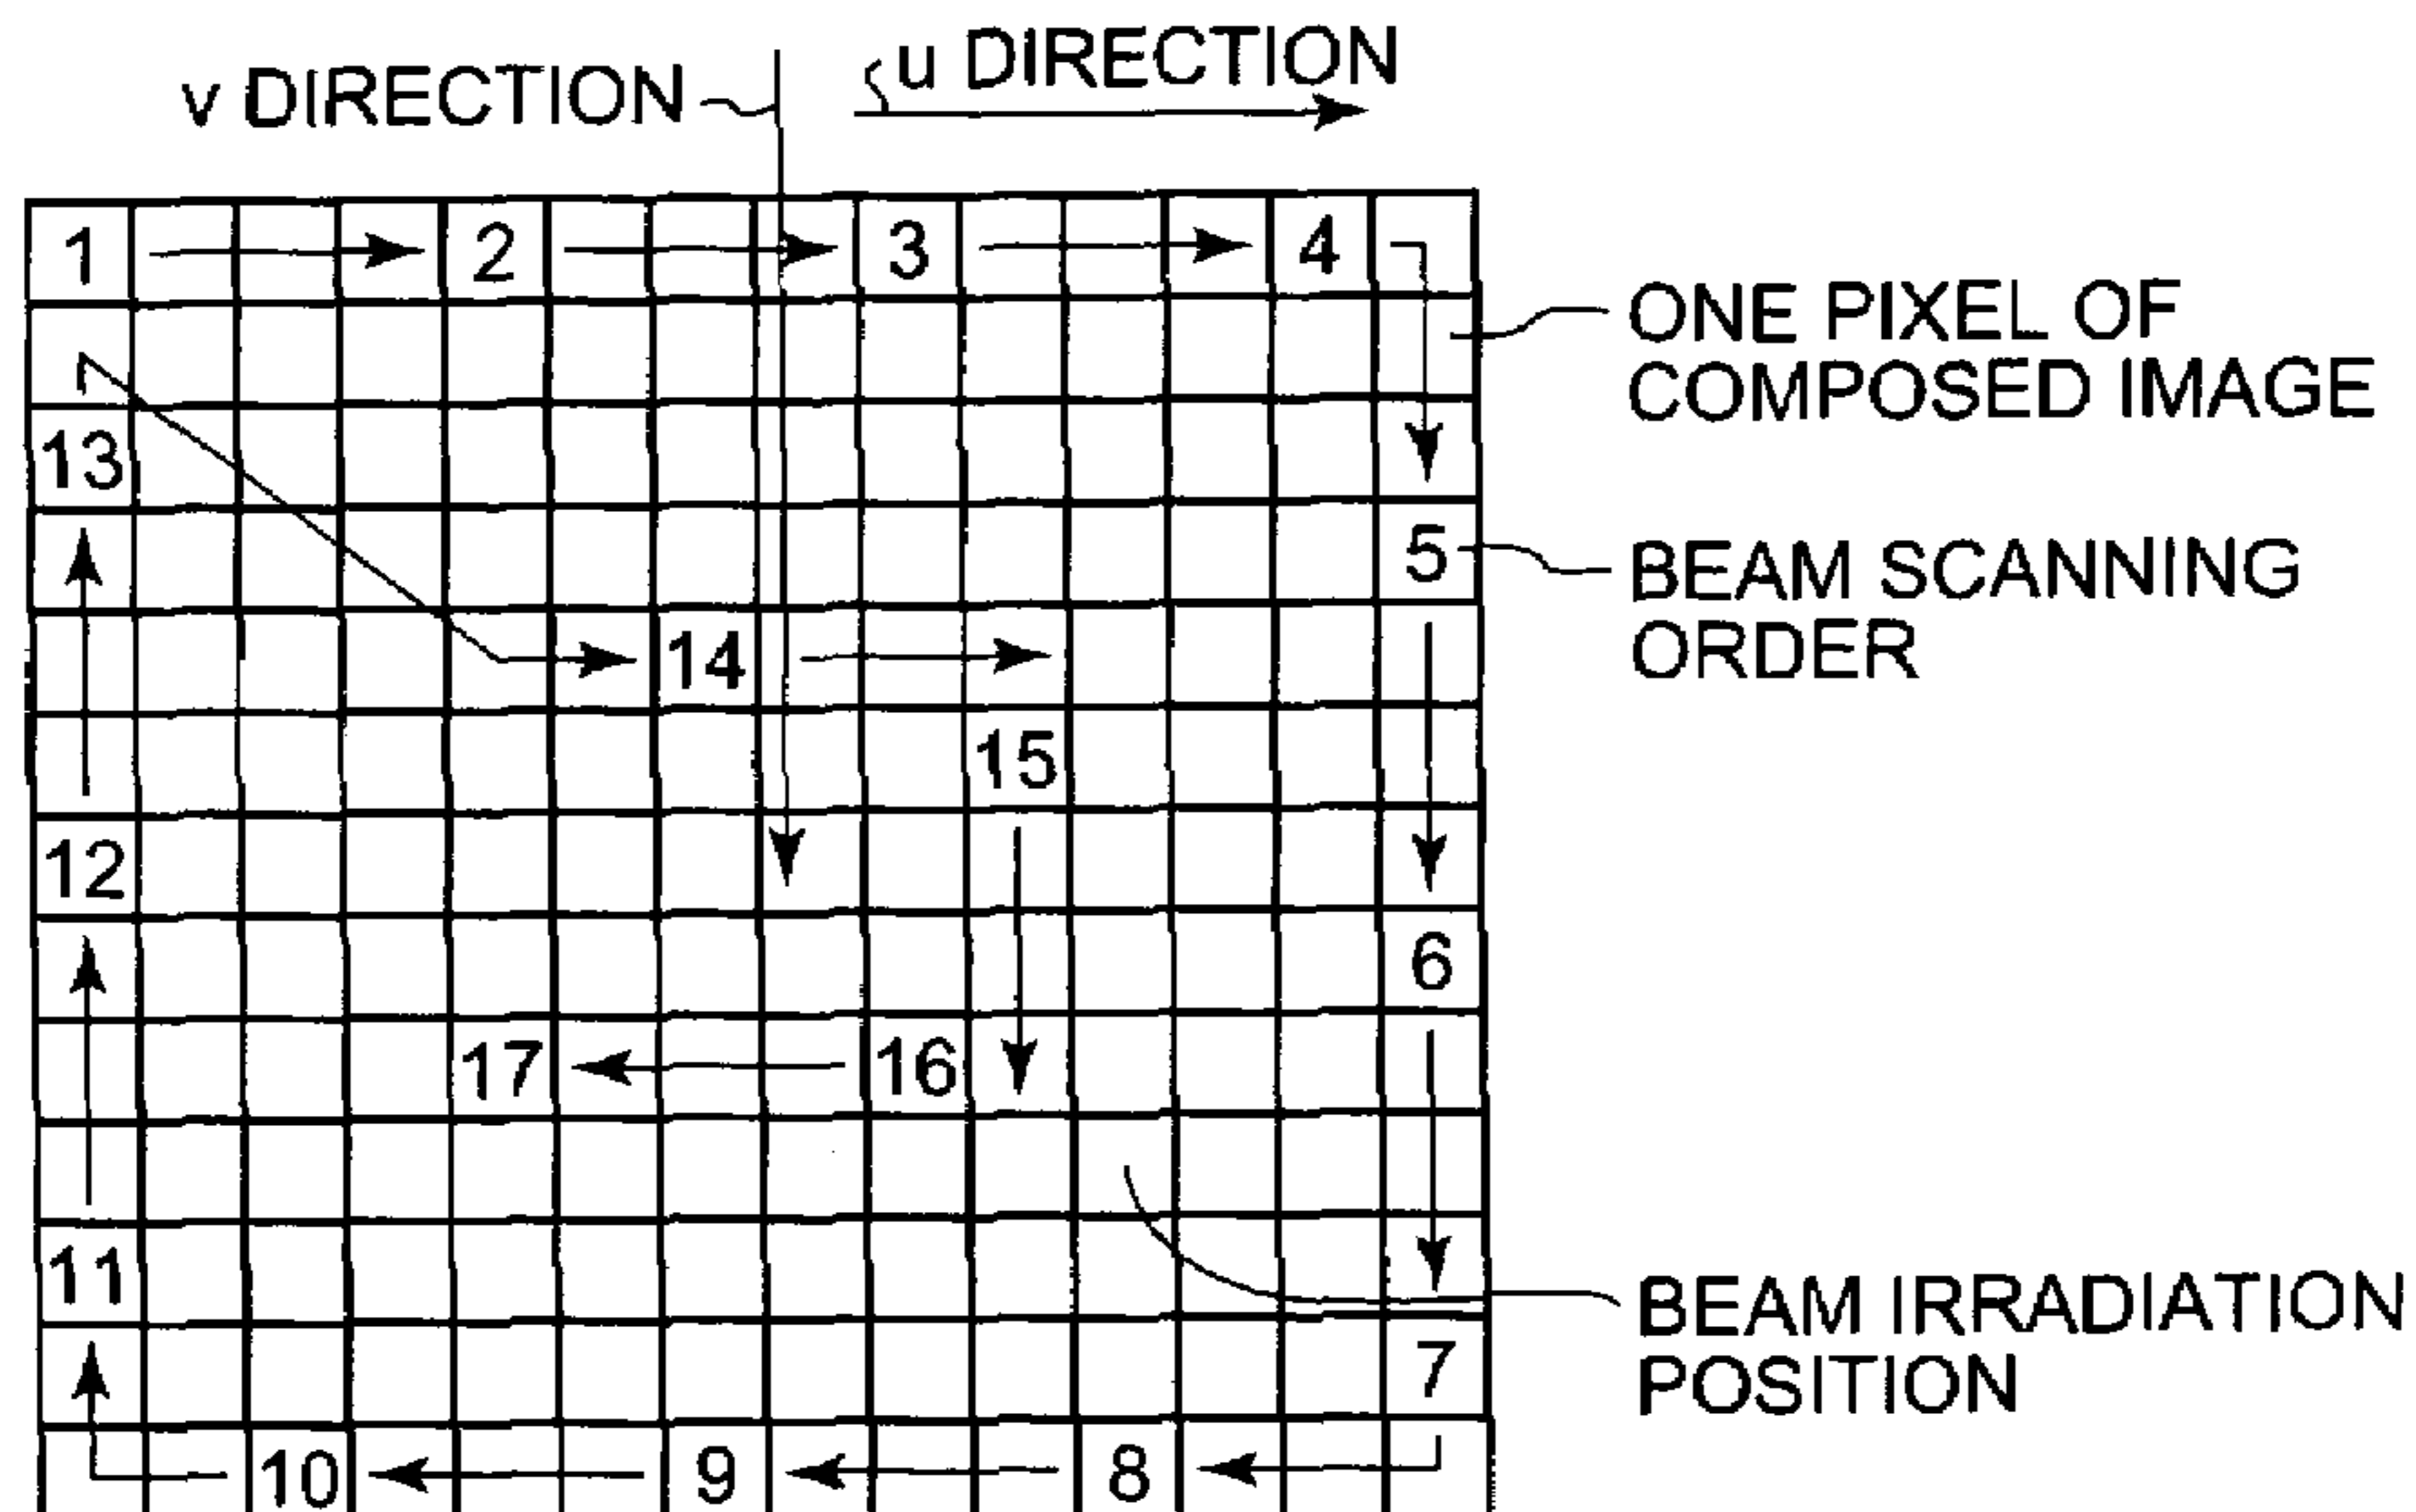 v DIRECTION
u DIRECTION
1 2 3 4
ONE PIXEL OF
COMPOSED IMAGE
13
5
BEAM SCANNING
ORDER
14
15
12
6
17 16
11
BEAM IRRADIATION
POSITION
7
10 9 8